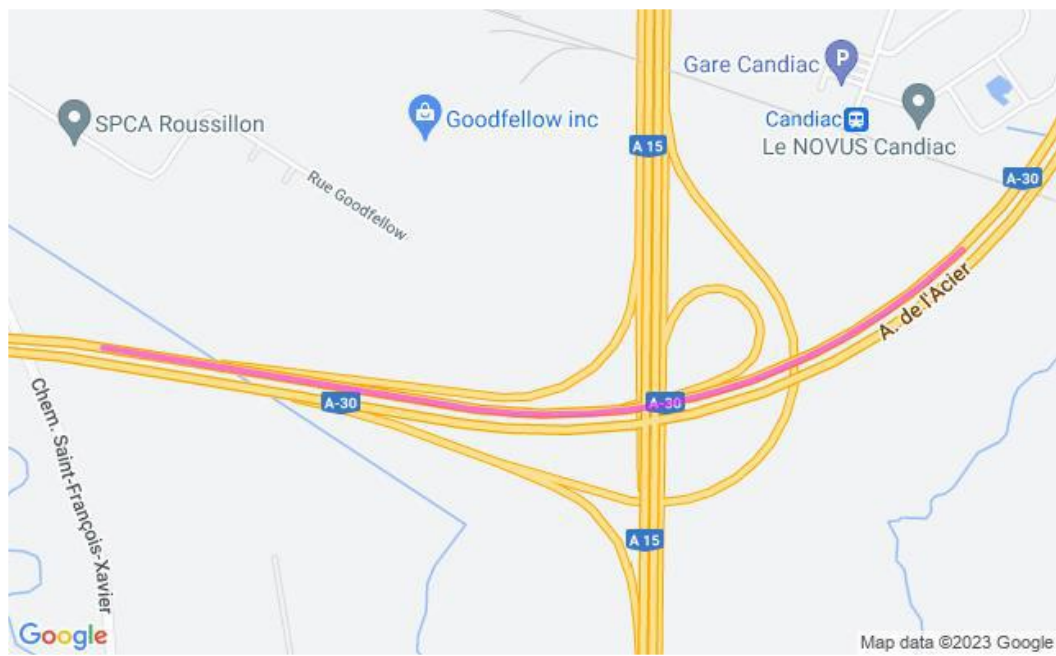 Gare Candiac
P
SPCA Roussillon
Goodfellow inc
Candiac
Le NOVUS Candiac
A 15
A-30
Rue Goodfellow
A. de l'Acier
A-30
A-30
Chem. Saint-François-Xavier
A 15
Google
Map data ©2023 Google